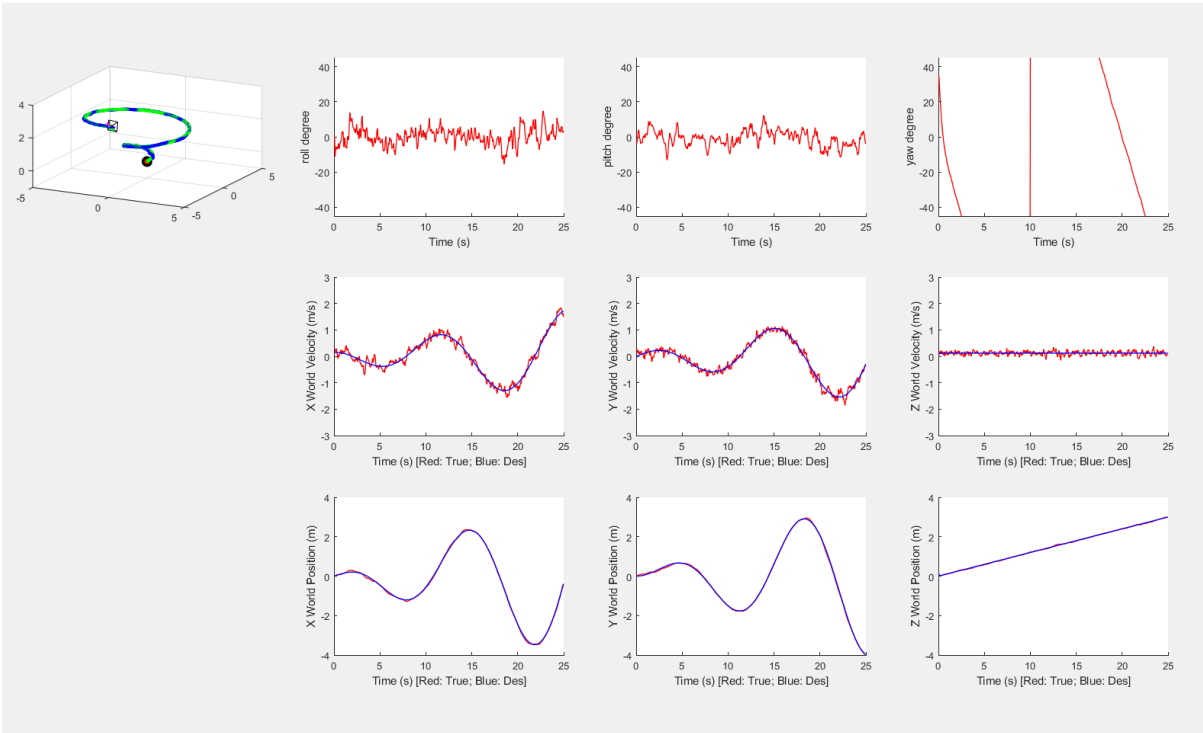 4
2
0
-5
0
5
-5
0
5
roll degree
40
20
0
-20
-40
0 5 10 15 20 25
Time (s)
pitch degree
40
20
0
-20
-40
0 5 10 15 20 25
Time (s)
yaw degree
40
20
0
-20
-40
0 5 10 15 20 25
Time (s)
X World Velocity (m/s)
3
2
1
0
-1
-2
-3
0 5 10 15 20 25
Time (s) [Red: True; Blue: Des]
Y World Velocity (m/s)
3
2
1
0
-1
-2
-3
0 5 10 15 20 25
Time (s) [Red: True; Blue: Des]
Z World Velocity (m/s)
3
2
1
0
-1
-2
-3
0 5 10 15 20 25
Time (s) [Red: True; Blue: Des]
X World Position (m)
4
2
0
-2
-4
0 5 10 15 20 25
Time (s) [Red: True; Blue: Des]
Y World Position (m)
4
2
0
-2
-4
0 5 10 15 20 25
Time (s) [Red: True; Blue: Des]
Z World Position (m)
4
2
0
-2
-4
0 5 10 15 20 25
Time (s) [Red: True; Blue: Des]